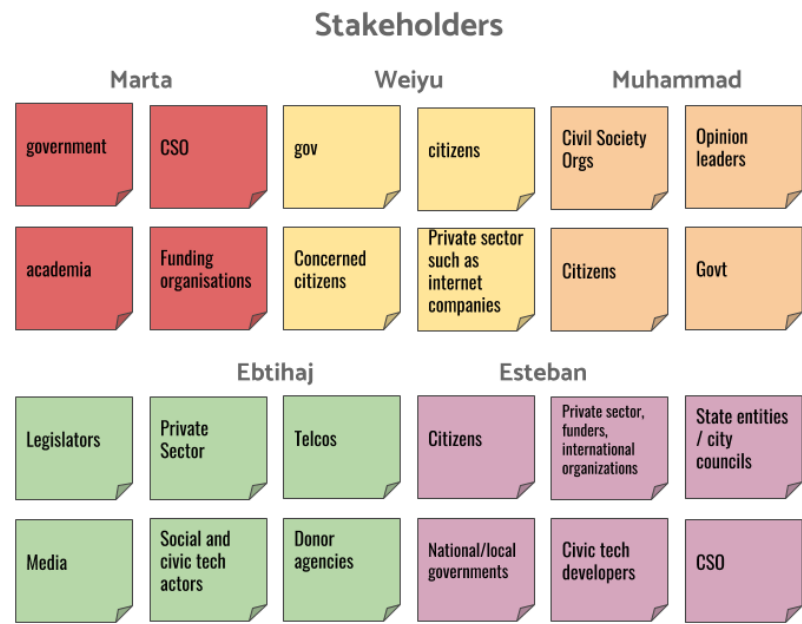 Stakeholders
Marta
Weiyu
Muhammad
government
CSO
gov
citizens
Civil Society
Orgs
Opinion
leaders
academia
Funding
organisations
Concerned
citizens
Private sector
such as
internet
companies
Citizens
Govt
Ebtihaj
Esteban
Legislators
Private
Sector
Telcos
Citizens
Private sector,
funders,
international
organizations
State entities
/ city
councils
Media
Social and
civic tech
actors
Donor
agencies
National/local
governments
Civic tech
developers
CSO